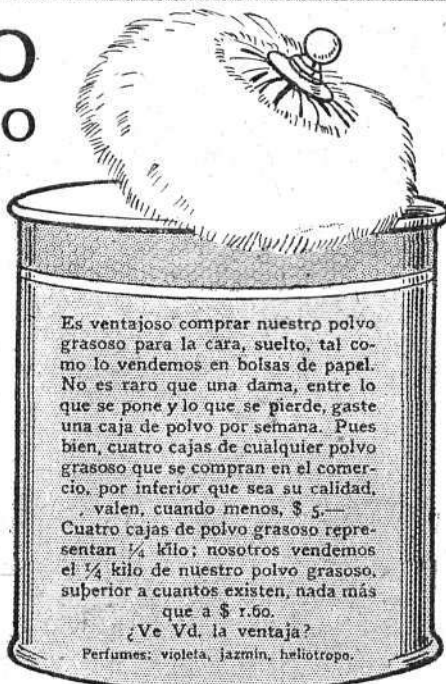 O
O
Es ventajoso comprar nuestro polvo
grasoso para la cara, suelto, tal co-
mo lo vendemos en bolsas de papel.
No es raro que una dama, entre lo
que se pone y lo que se pierde, gaste
una caja de polvo por semana. Pues
bien, cuatro cajas de cualquier polvo
grasoso que se compran en el comer-
cio, por inferior que sea su calidad,
valen, cuando menos, $ 5.—
Cuatro cajas de polvo grasoso repre-
sentan ¼ kilo; nosotros vendemos
el ¼ kilo de nuestro polvo grasoso,
superior a cuantos existen, nada más
que a $ 1.60.
¿Ve Vd. la ventaja?
Perfumes: violeta, jazmín, heliotropo.